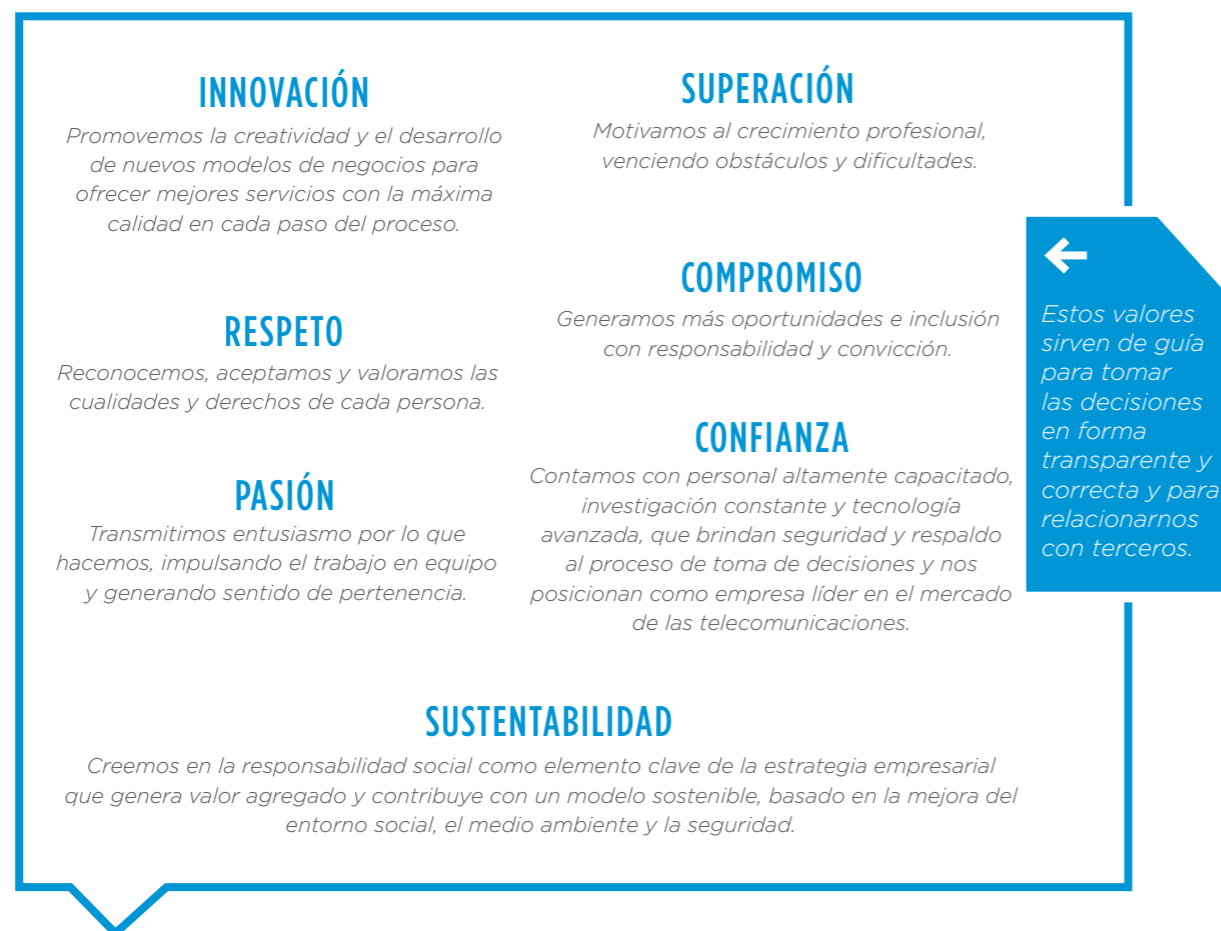 INNOVACIÓN
Promovemos la creatividad y el desarrollo
de nuevos modelos de negocios para
ofrecer mejores servicios con la máxima
calidad en cada paso del proceso.
RESPETO
Reconocemos, aceptamos y valoramos las
cualidades y derechos de cada persona.
PASIÓN
Transmitimos entusiasmo por lo que
hacemos, impulsando el trabajo en equipo
y generando sentido de pertenencia.
SUPERACIÓN
Motivamos al crecimiento profesional,
venciendo obstáculos y dificultades.
COMPROMISO
Generamos más oportunidades e inclusión
con responsabilidad y convicción.
CONFIANZA
Contamos con personal altamente capacitado,
investigación constante y tecnología
avanzada, que brindan seguridad y respaldo
al proceso de toma de decisiones y nos
posicionan como empresa líder en el mercado
de las telecomunicaciones.
SUSTENTABILIDAD
Creemos en la responsabilidad social como elemento clave de la estrategia empresarial
que genera valor agregado y contribuye con un modelo sostenible, basado en la mejora del
entorno social, el medio ambiente y la seguridad.
Estos valores
sirven de guía
para tomar
las decisiones
en forma
transparente y
correcta y para
relacionarnos
con terceros.